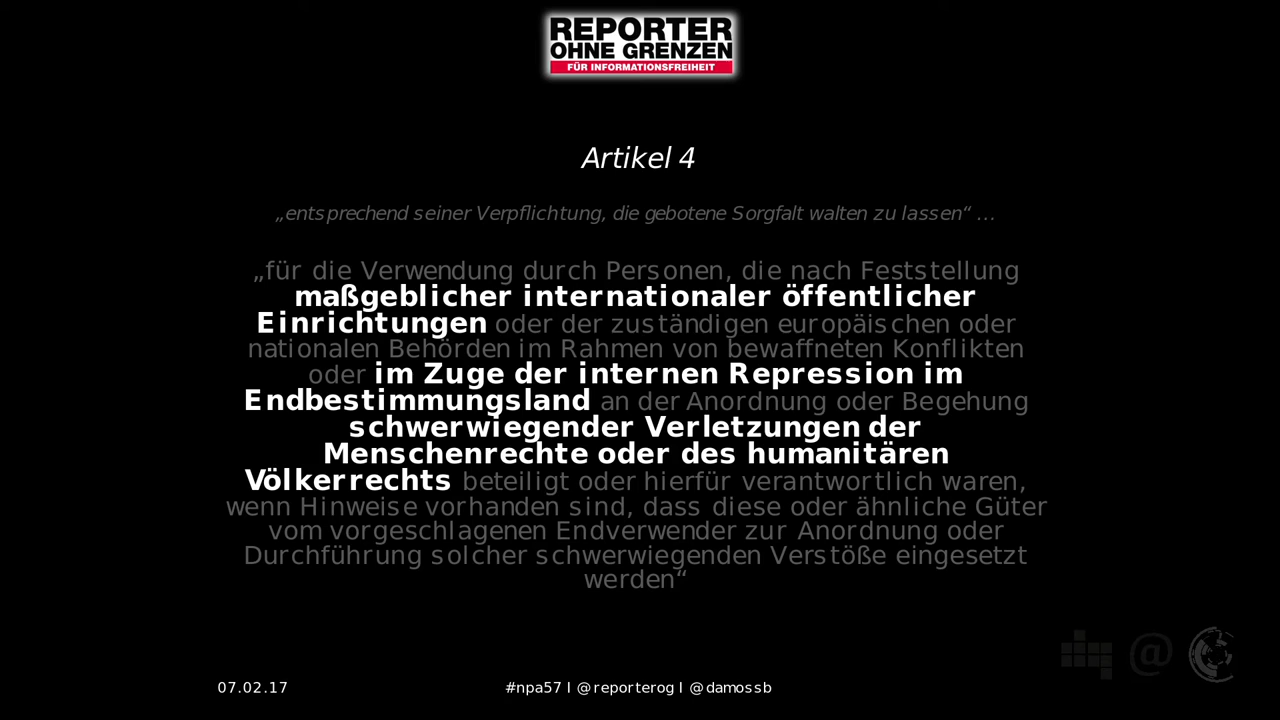 REPORTER
OHNE GRENZEN
FÜR INFORMATIONSFREIHEIT
Artikel 4
„entsprechend seiner Verpflichtung, die gebotene Sorgfalt walten zu lassen“ …
„für die Verwendung durch Personen, die nach Feststellung
maßgeblicher internationaler öffentlicher
Einrichtungen oder der zuständigen europäischen oder
nationalen Behörden im Rahmen von bewaffneten Konflikten
oder im Zuge der internen Repression im
Endbestimmungsland an der Anordnung oder Begehung
schwerwiegender Verletzungen der
Menschenrechte oder des humanitären
Völkerrechts beteiligt oder hierfür verantwortlich waren,
wenn Hinweise vorhanden sind, dass diese oder ähnliche Güter
vom vorgeschlagenen Endverwender zur Anordnung oder
Durchführung solcher schwerwiegenden Verstöße eingesetzt
werden“
@
07.02.17
#npa57 I @reporterog I @damossb